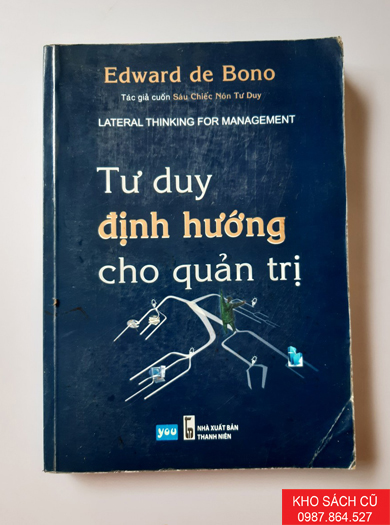 Edward de Bono
Tác giả cuốn Sáu Chiếc Nón Tư Duy
LATERAL THINKING FOR MANAGEMENT
Tư duy
định hướng
cho quản trị
you
NHÀ XUẤT BẢN
THANH NIÊN
KHO SÁCH CŨ
0987.864.527